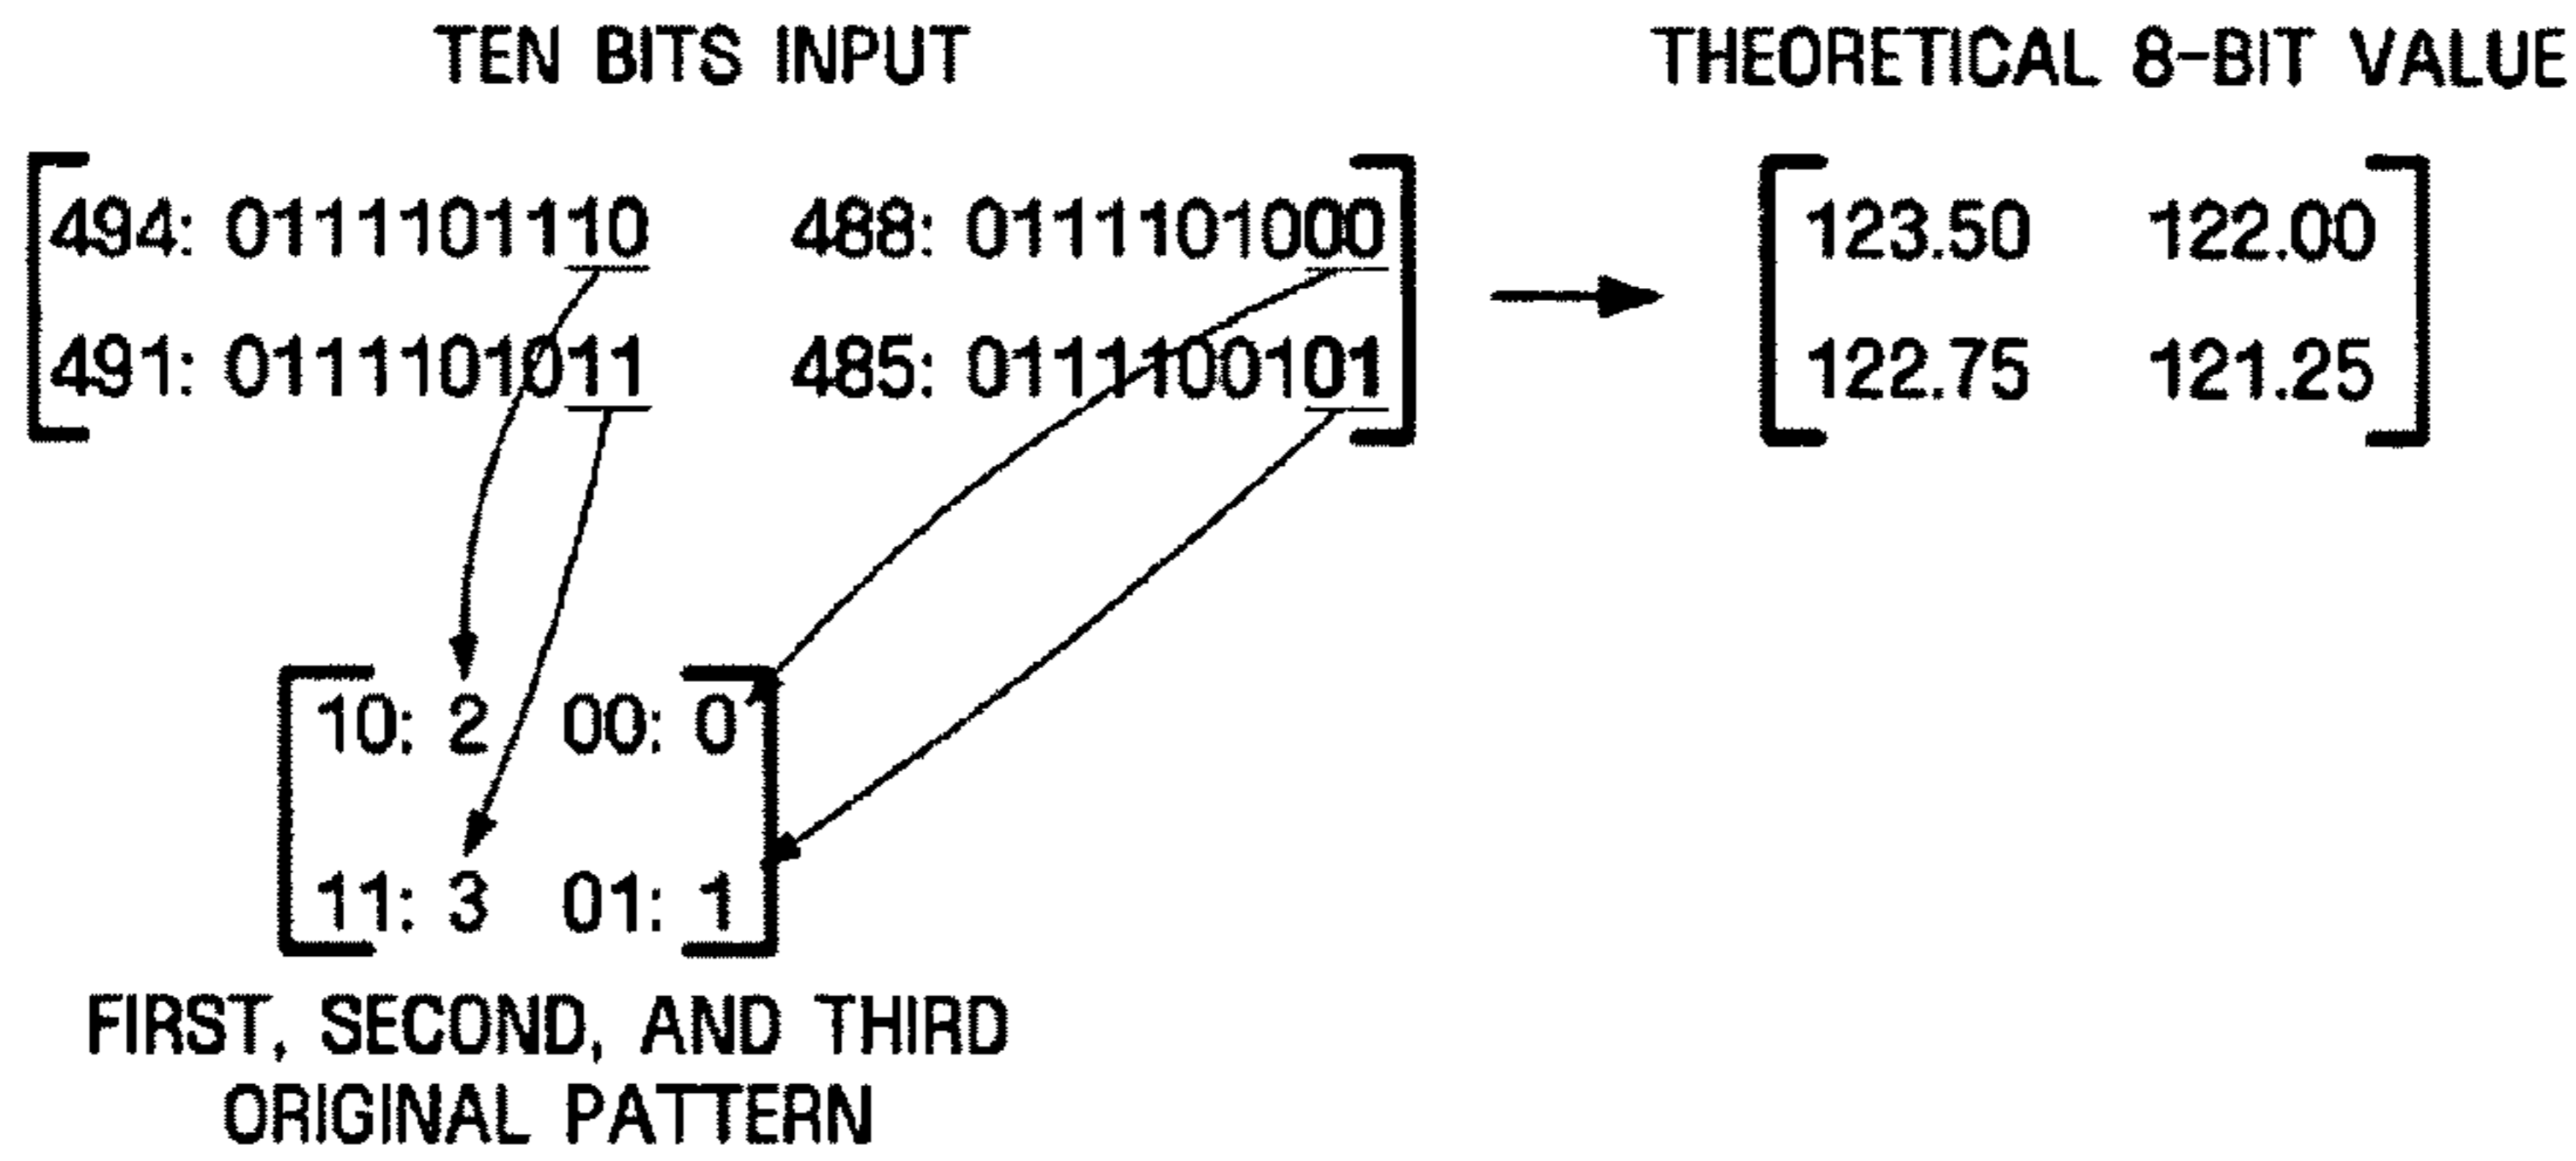 TEN BITS INPUT THEORETICAL 8-BIT VALUE
494: 0111101110 488: 0111101000 123.50 122.00
491: 0111101011 485: 0111100101 122.75 121.25
10: 2 00: 0
11: 3 01: 1
FIRST, SECOND, AND THIRD
ORIGINAL PATTERN